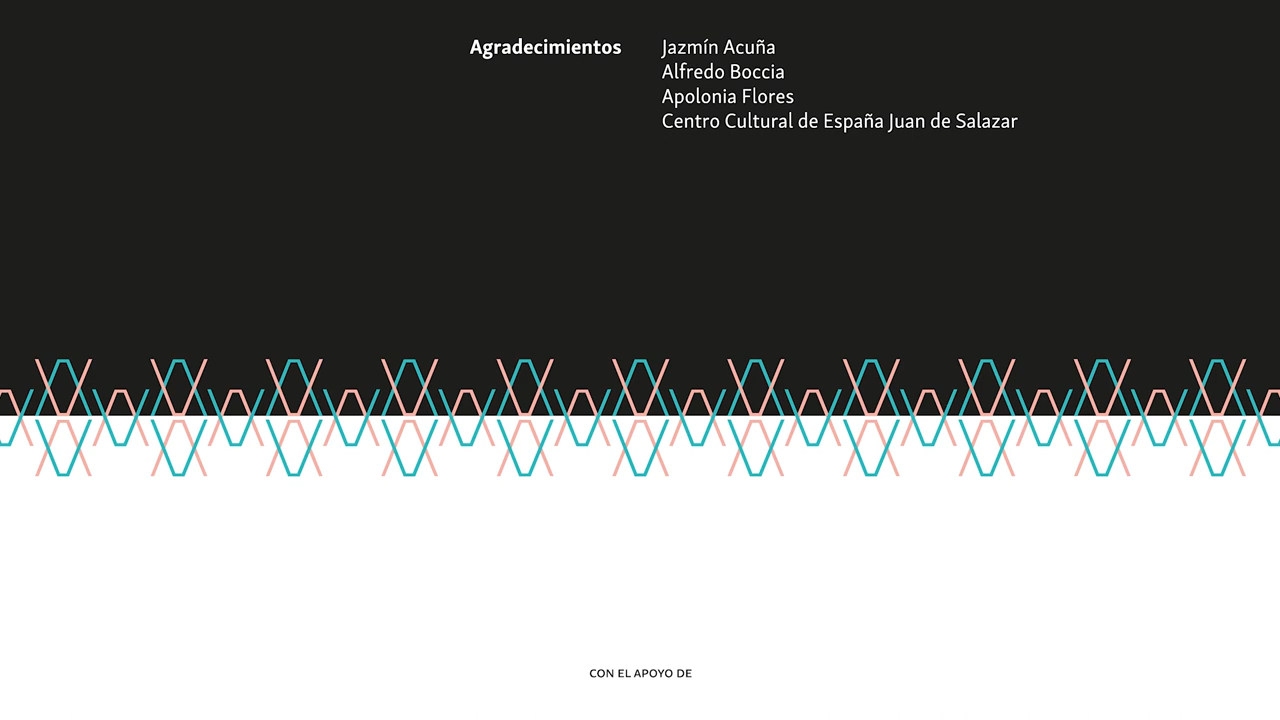 Agradecimientos Jazmín Acuña
Alfredo Boccia
Apolonia Flores
Centro Cultural de España Juan de Salazar
CON EL APOYO DE